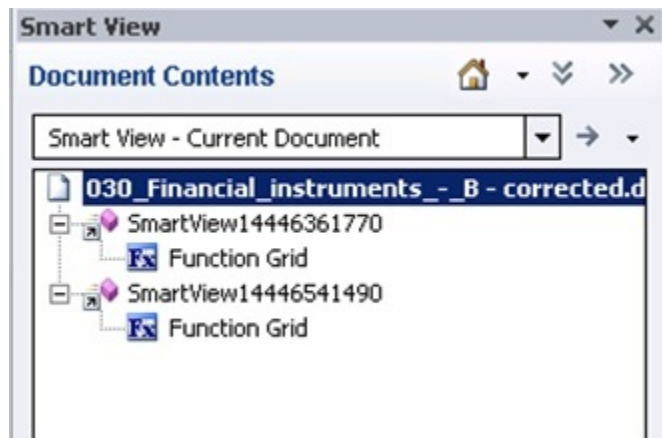 Smart View
Document Contents
Smart View - Current Document
030_Financial_instruments_-_B - corrected.d
SmartView14446361770
Fx Function Grid
SmartView14446541490
Fx Function Grid